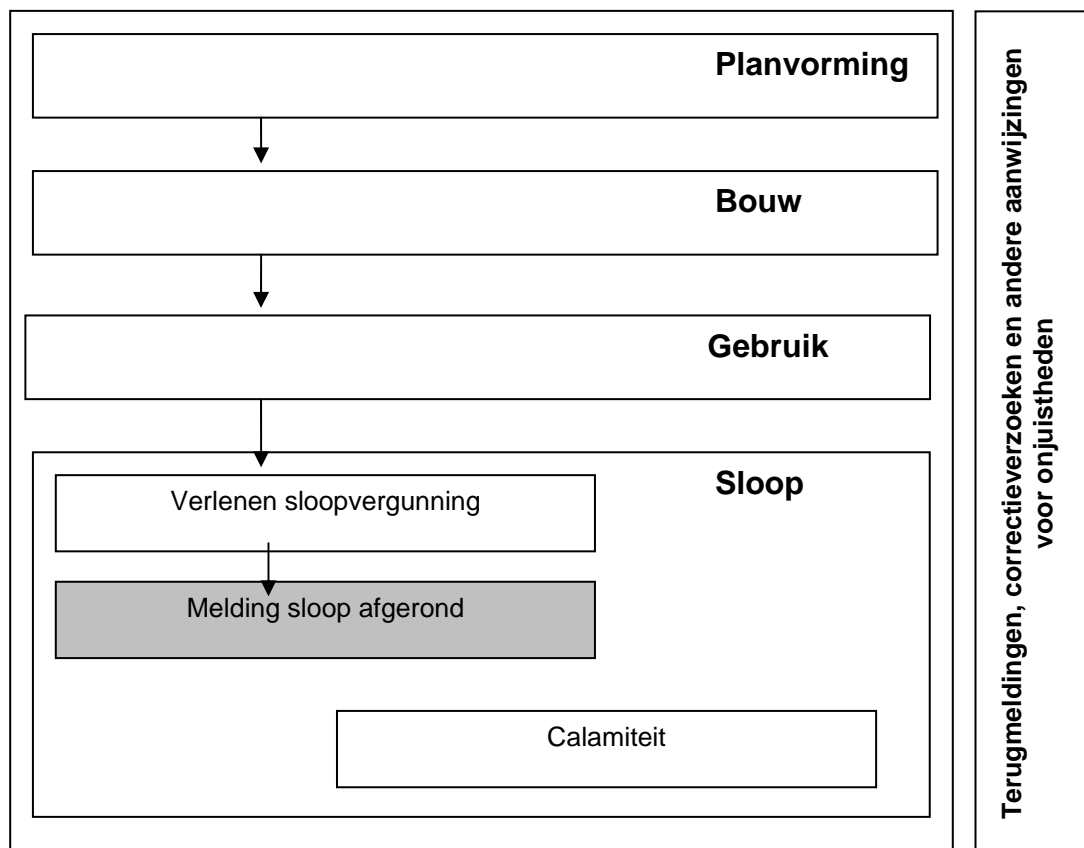 Planvorming
Bouw
Gebruik
Sloop
Verlenen sloopvergunning
Melding sloop afgerond
Calamiteit
Terugmeldingen, correctieverzoeken en andere aanwijzingen
voor onjuistheden